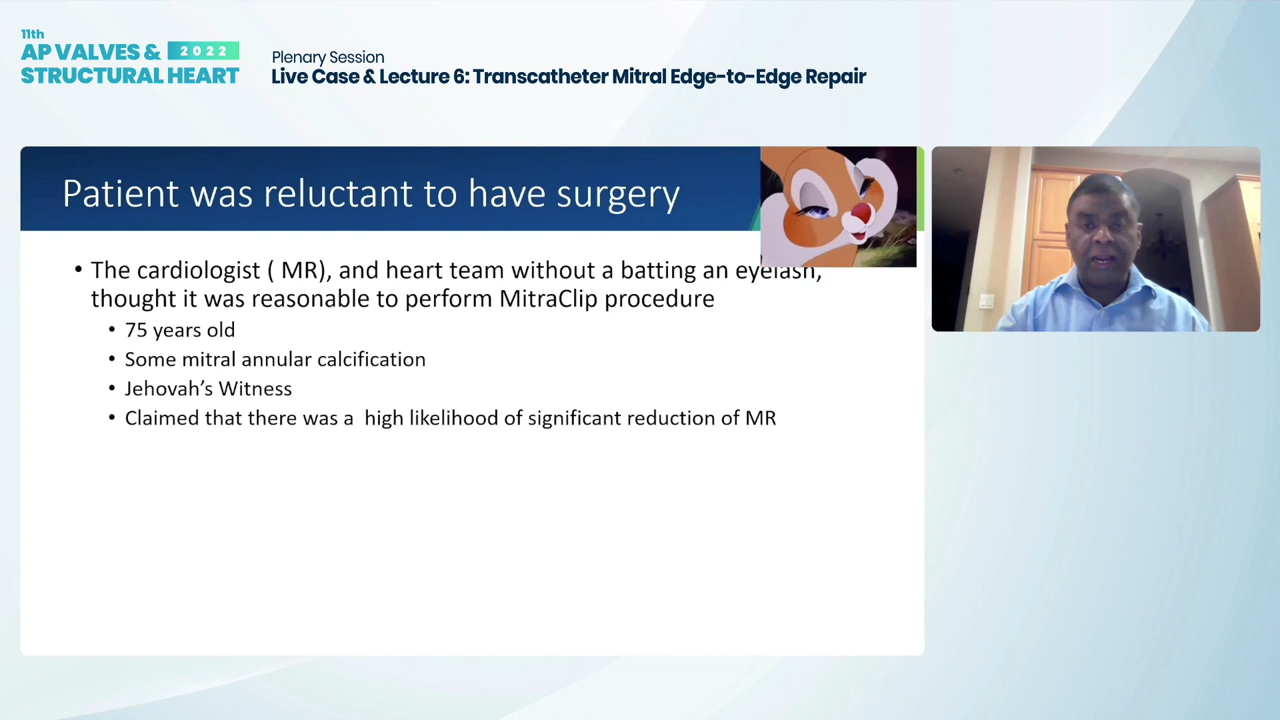 11th
AP VALVES & 2022
STRUCTURAL HEART
Plenary Session
Live Case & Lecture 6: Transcatheter Mitral Edge-to-Edge Repair
Patient was reluctant to have surgery
• The cardiologist ( MR), and heart team without a batting an eyelash,
thought it was reasonable to perform MitraClip procedure
• 75 years old
• Some mitral annular calcification
• Jehovah’s Witness
• Claimed that there was a  high likelihood of significant reduction of MR